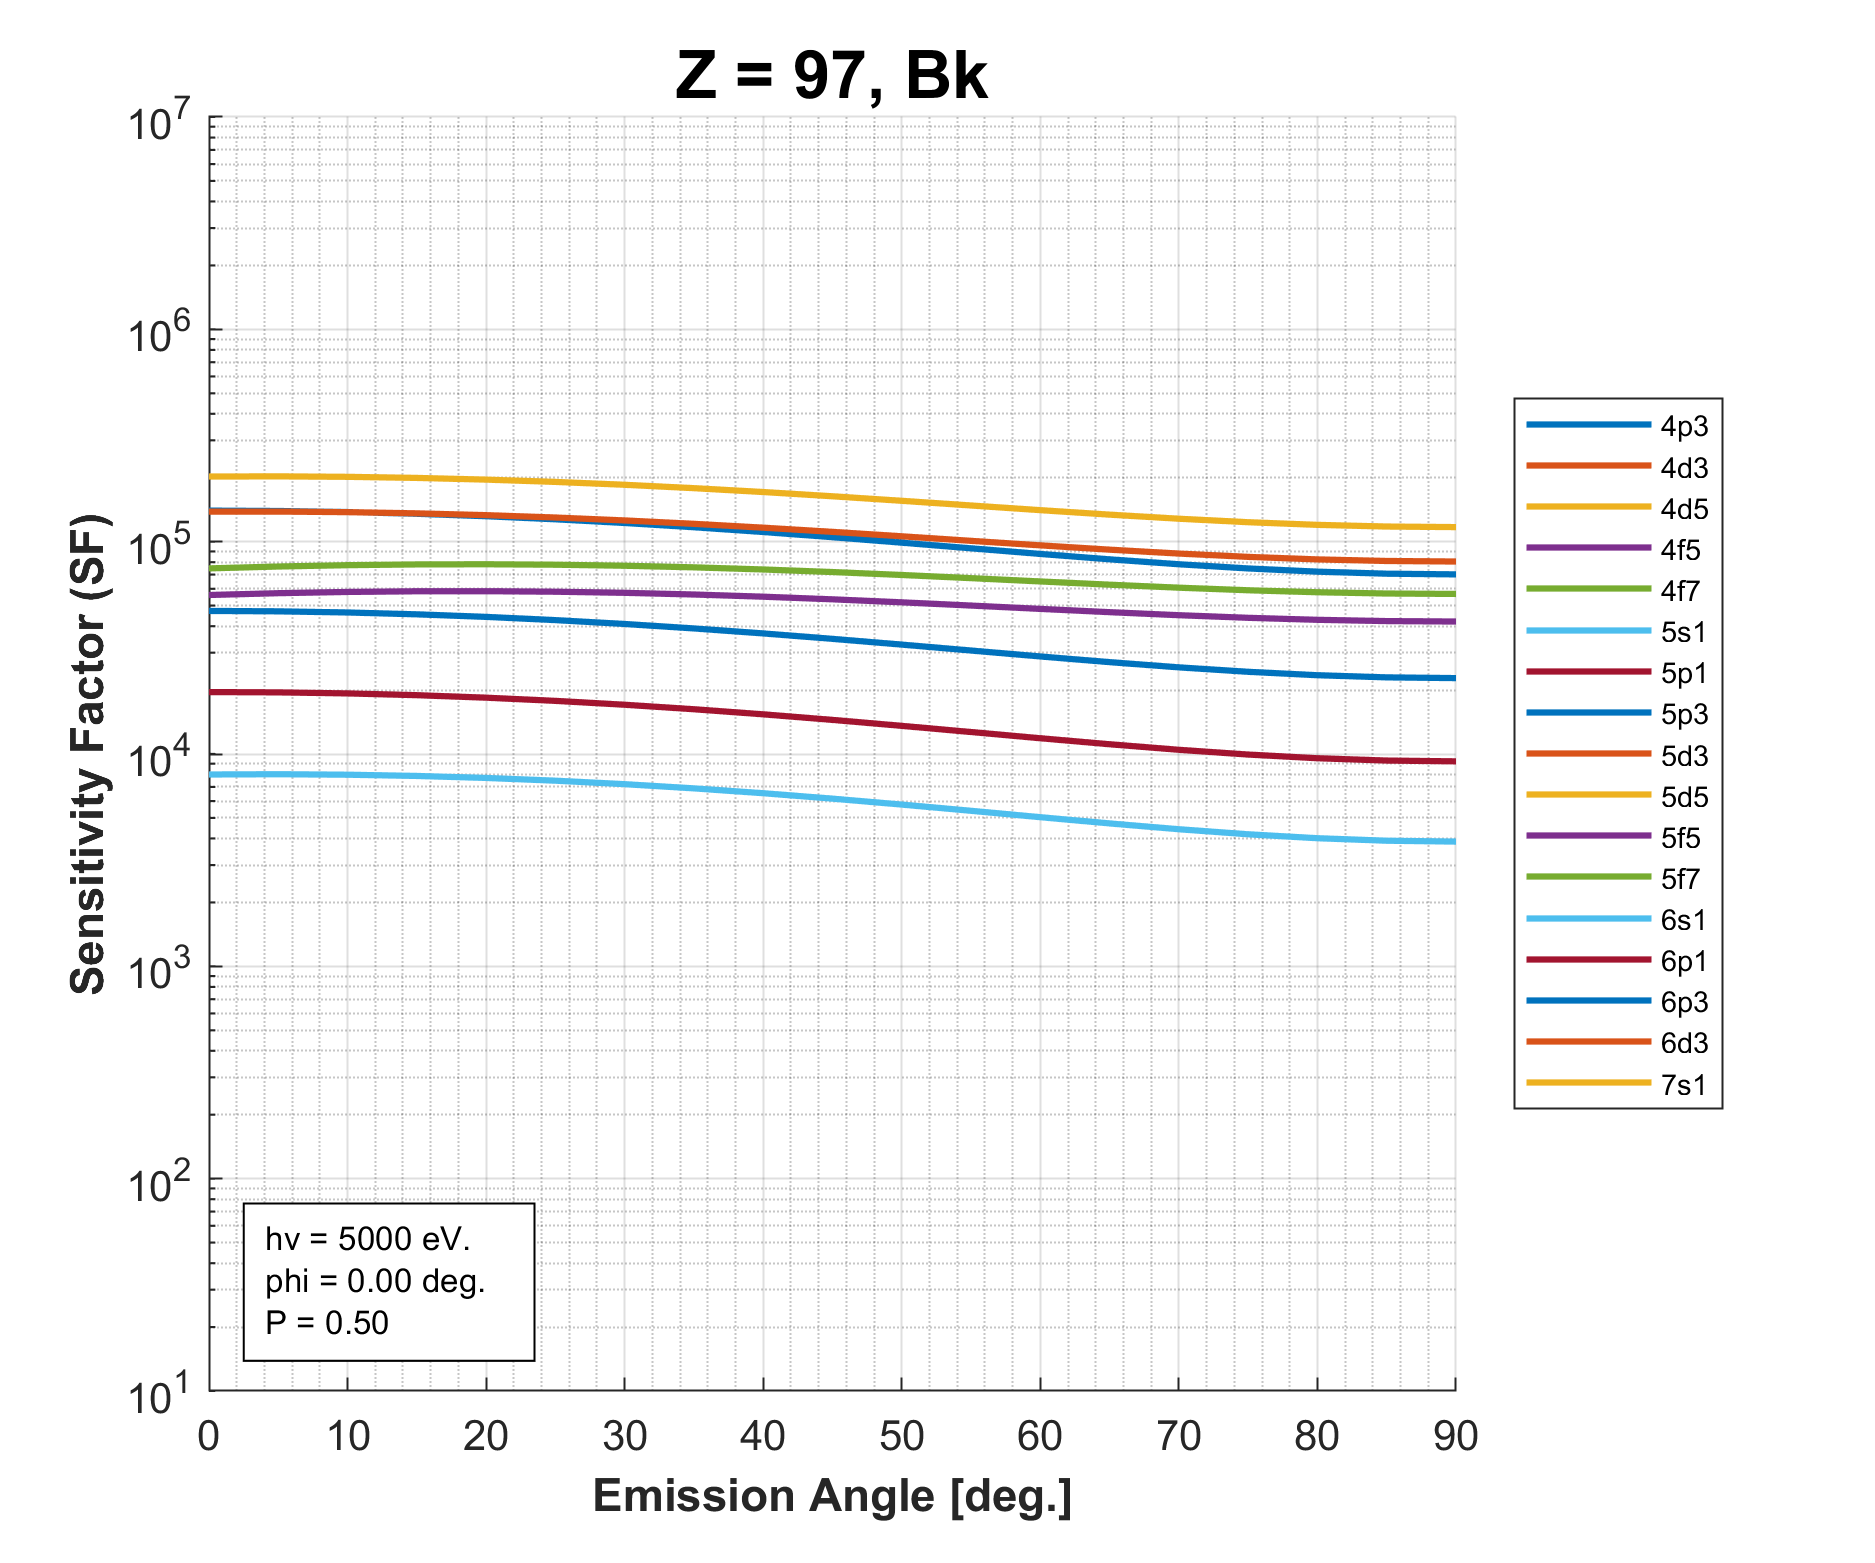 Z = 97, Bk
10^7
10^6
10^5
10^4
10^3
10^2
10^1
Sensitivity Factor (SF)
hv = 5000 eV.
phi = 0.00 deg.
P = 0.50
0 10 20 30 40 50 60 70 80 90
Emission Angle [deg.]
4p3
4d3
4d5
4f5
4f7
5s1
5p1
5p3
5d3
5d5
5f5
5f7
6s1
6p1
6p3
6d3
7s1